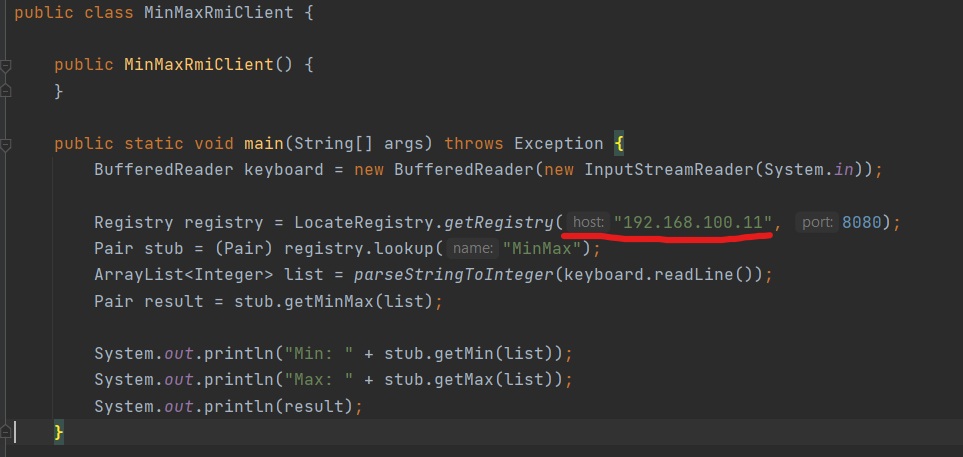 public class MinMaxRmiClient {
public MinMaxRmiClient() {
}
public static void main(String[] args) throws Exception {
BufferedReader keyboard = new BufferedReader(new InputStreamReader(System.in));
Registry registry = LocateRegistry.getRegistry( host: "192.168.100.11", port: 8080);
Pair stub = (Pair) registry.lookup( name: "MinMax");
ArrayList<Integer> list = parseStringToInteger(keyboard.readLine());
Pair result = stub.getMinMax(list);
System.out.println("Min: " + stub.getMin(list));
System.out.println("Max: " + stub.getMax(list));
System.out.println(result);
}